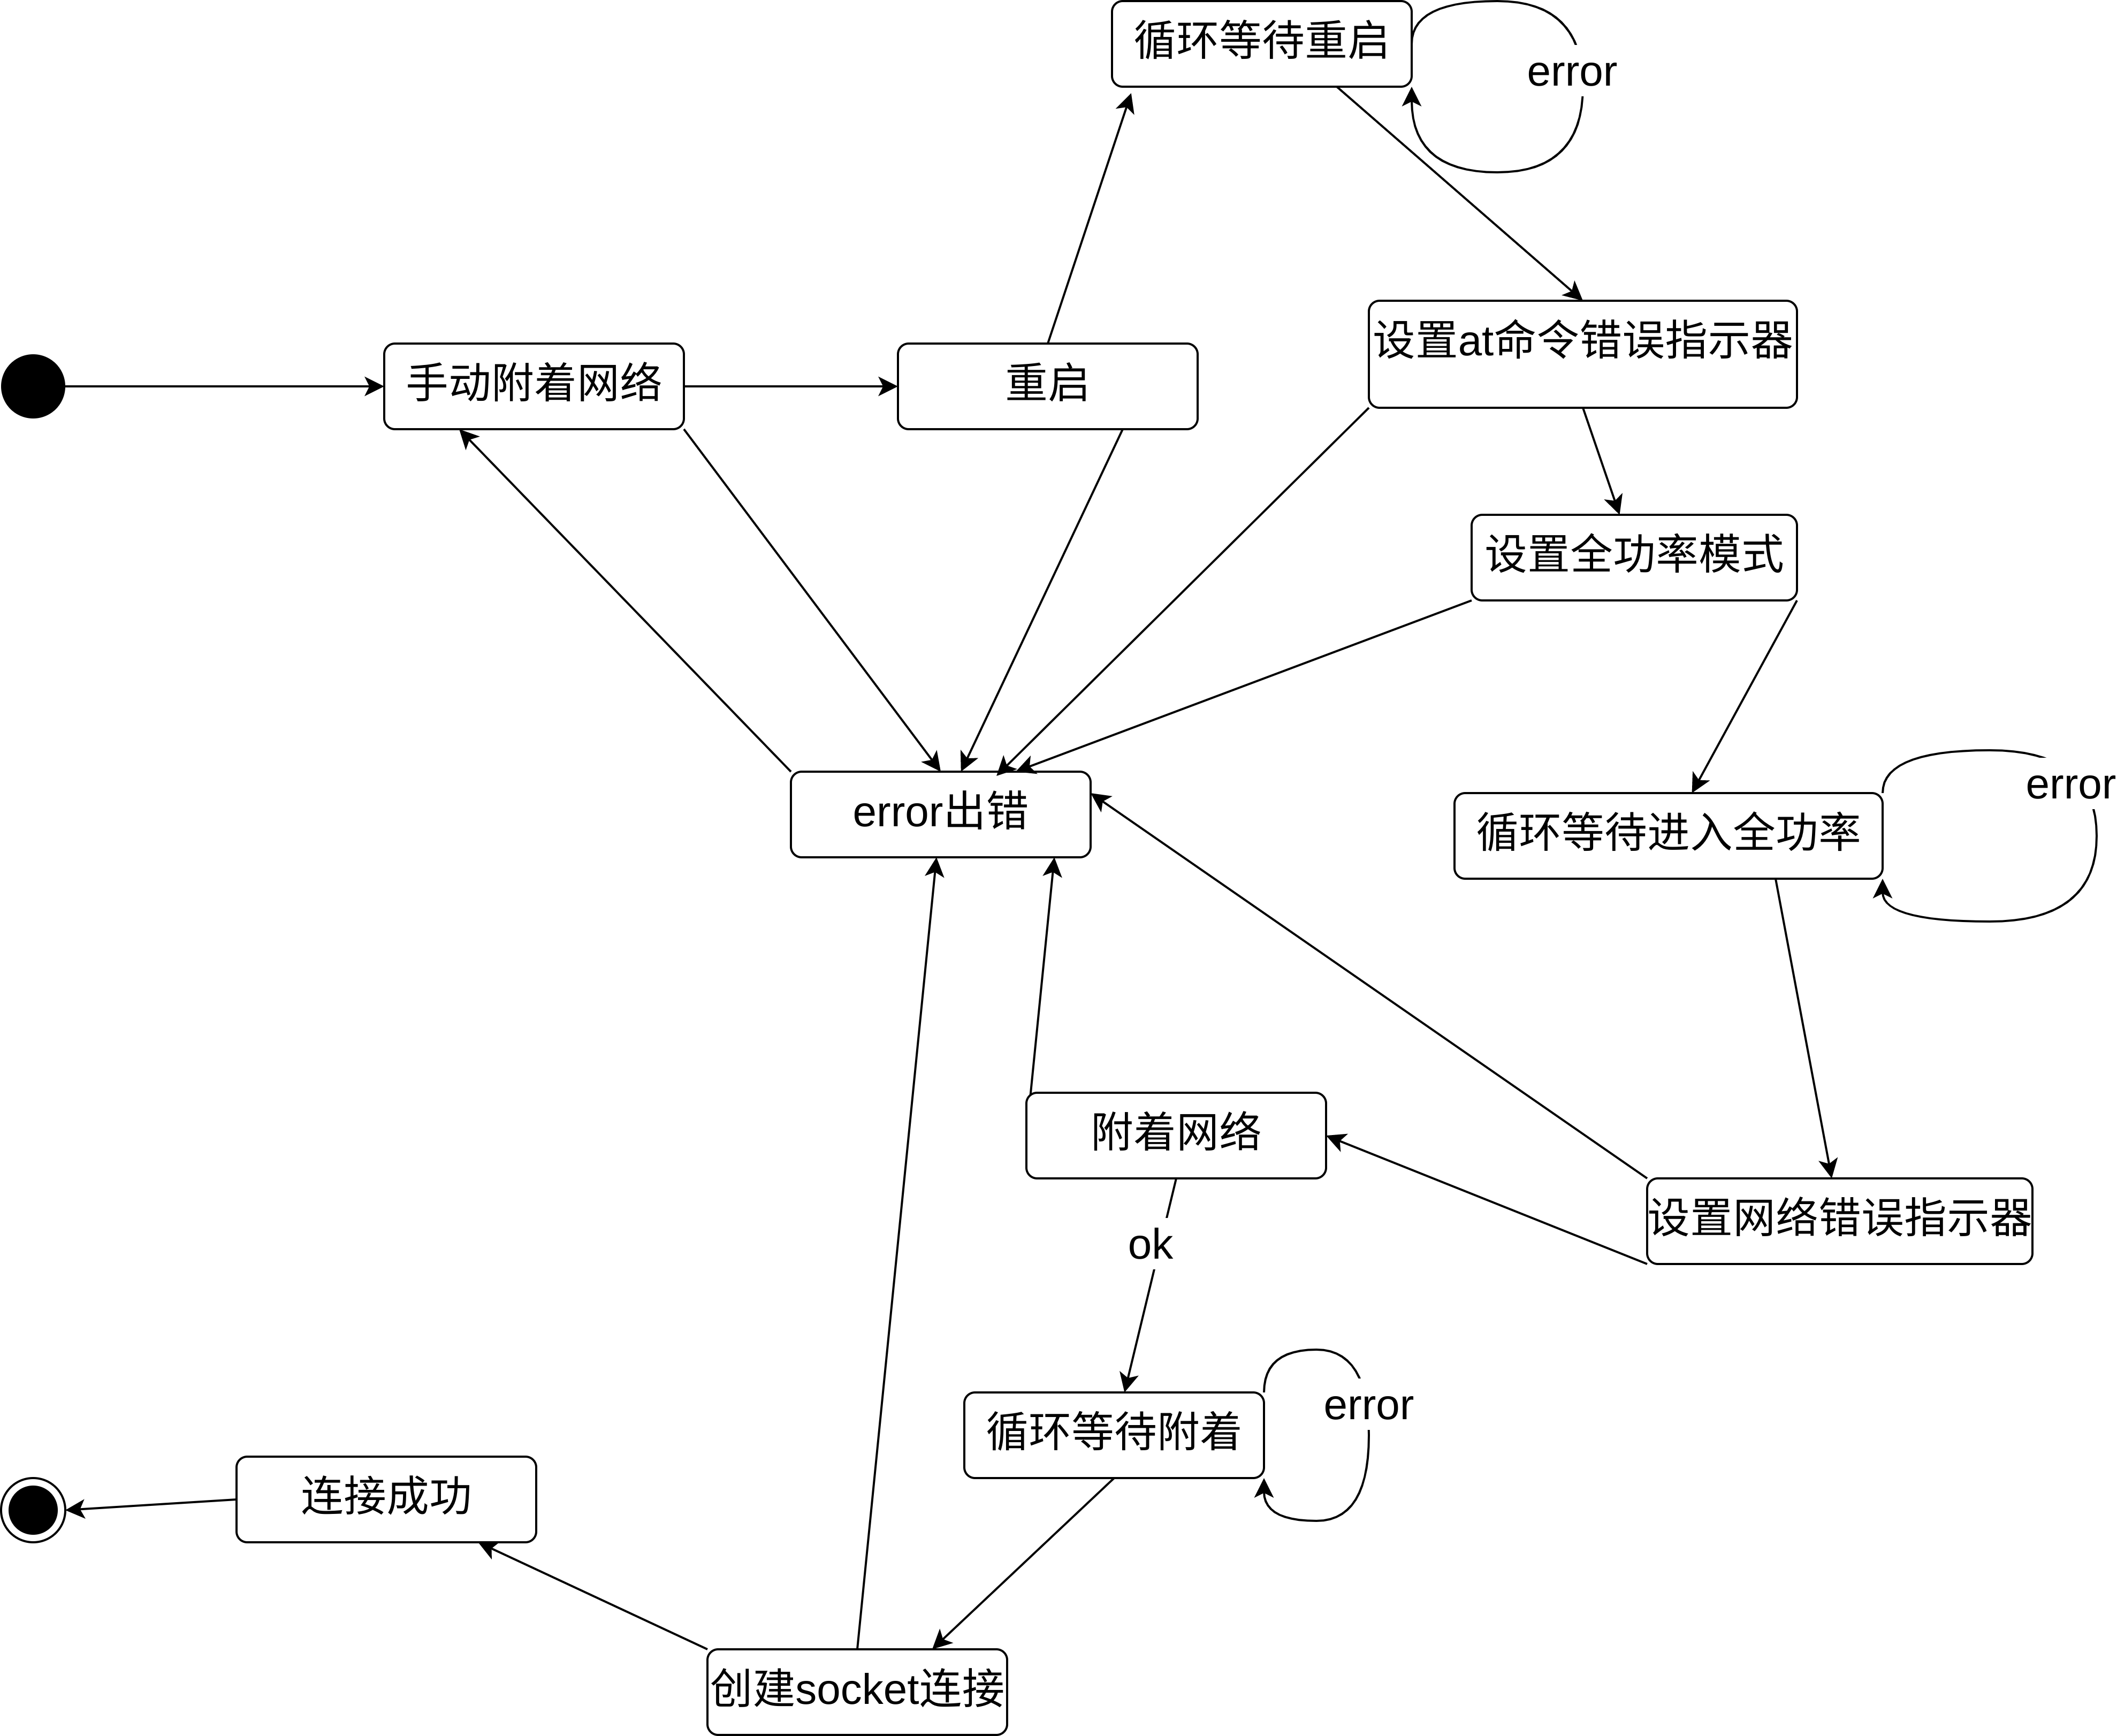 循环等待重启
error
设置at命令错误指示器
手动附着网络
重启
设置全功率模式
error
error出错
循环等待进入全功率
附着网络
设置网络错误指示器
ok
error
循环等待附着
连接成功
创建socket连接